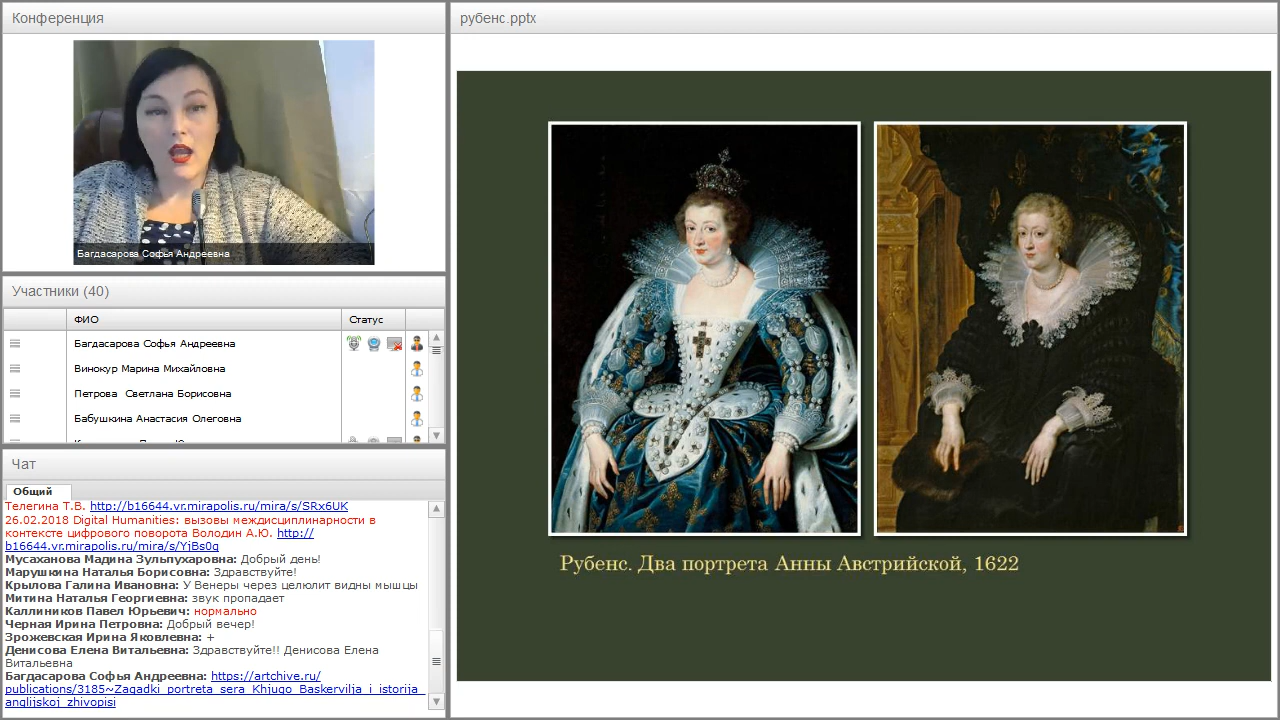 Конференция
Багдасарова Софья Андреевна
Участники (40)
ФИО Статус
Багдасарова Софья Андреевна
Винокур Марина Михайловна
Петрова Светлана Борисовна
Бабушкина Анастасия Олеговна
Чат
Общий
Телегина Т.В. http://b16644.vr.mirapolis.ru/mira/s/SRx6UK
26.02.2018 Digital Humanities: вызовы междисциплинарности в
контексте цифрового поворота Володин А.Ю. http://
b16644.vr.mirapolis.ru/mira/s/YjBs0q
Мусаханова Мадина Зульпухаровна: Добрый день!
Марушкина Наталья Борисовна: Здравствуйте!
Крылова Галина Ивановна: У Венеры через целюлит видны мышцы
Митина Наталья Георгиевна: звук пропадает
Каллиников Павел Юрьевич: нормально
Черная Ирина Петровна: Добрый вечер!
Зрожевская Ирина Яковлевна: +
Денисова Елена Витальевна: Здравствуйте!! Денисова Елена
Витальевна
Багдасарова Софья Андреевна: https://artchive.ru/
publications/3185~Zagadki_portreta_sera_Khjugo_Baskervilja_i_istorija_
anglijskoj_zhivopisi
рубенс.pptx
Рубенс. Два портрета Анны Австрийской, 1622